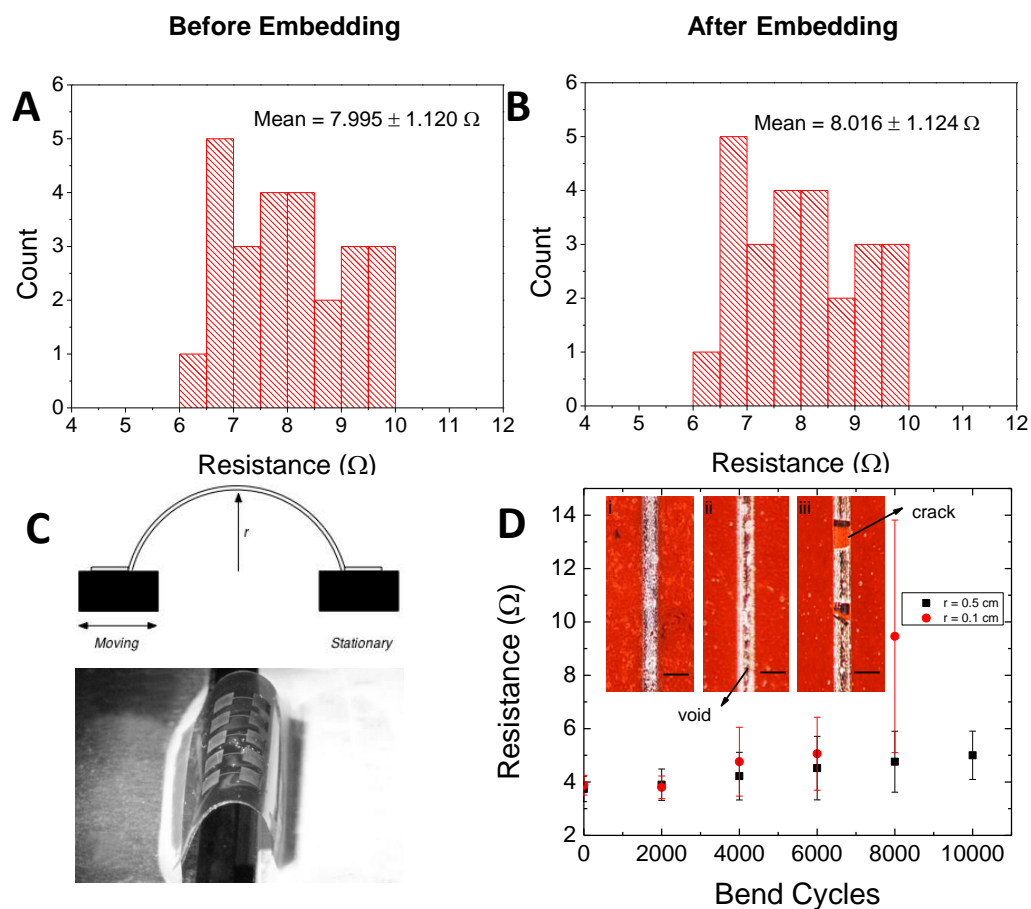 Before Embedding
After Embedding
A
Mean = 7.995 ± 1.120 Ω
6
5
4
3
2
1
0
Count
4 5 6 7 8 9 10 11 12
Resistance (Ω)
B
Mean = 8.016 ± 1.124 Ω
6
5
4
3
2
1
0
Count
4 5 6 7 8 9 10 11 12
Resistance (Ω)
C
r
Moving
Stationary
D
i
ii
iii
crack
void
r = 0.5 cm
r = 0.1 cm
14
12
10
8
6
4
2
Resistance (Ω)
0 2000 4000 6000 8000 10000
Bend Cycles